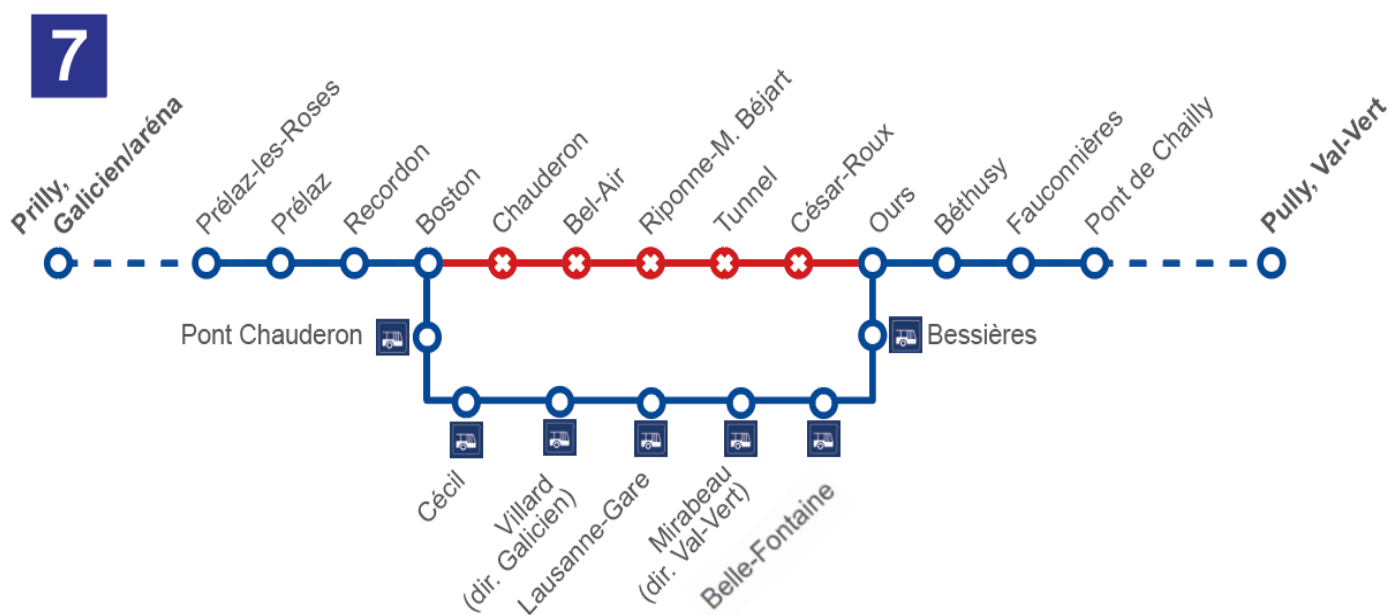 7
Prilly,
Galicien/aréna
Prélaz-les-Roses
Prélaz
Recordon
Boston
Chauderon
Bel-Air
Riponne-M. Béjart
Tunnel
César-Roux
Ours
Béthusy
Fauconnières
Pont de Chailly
Pully, Val-Vert
Pont Chauderon
Bessières
Cécil
Villard
(dir. Galicien)
Lausanne-Gare
Mirabeau
(dir. Val-Vert)
Belle-Fontaine